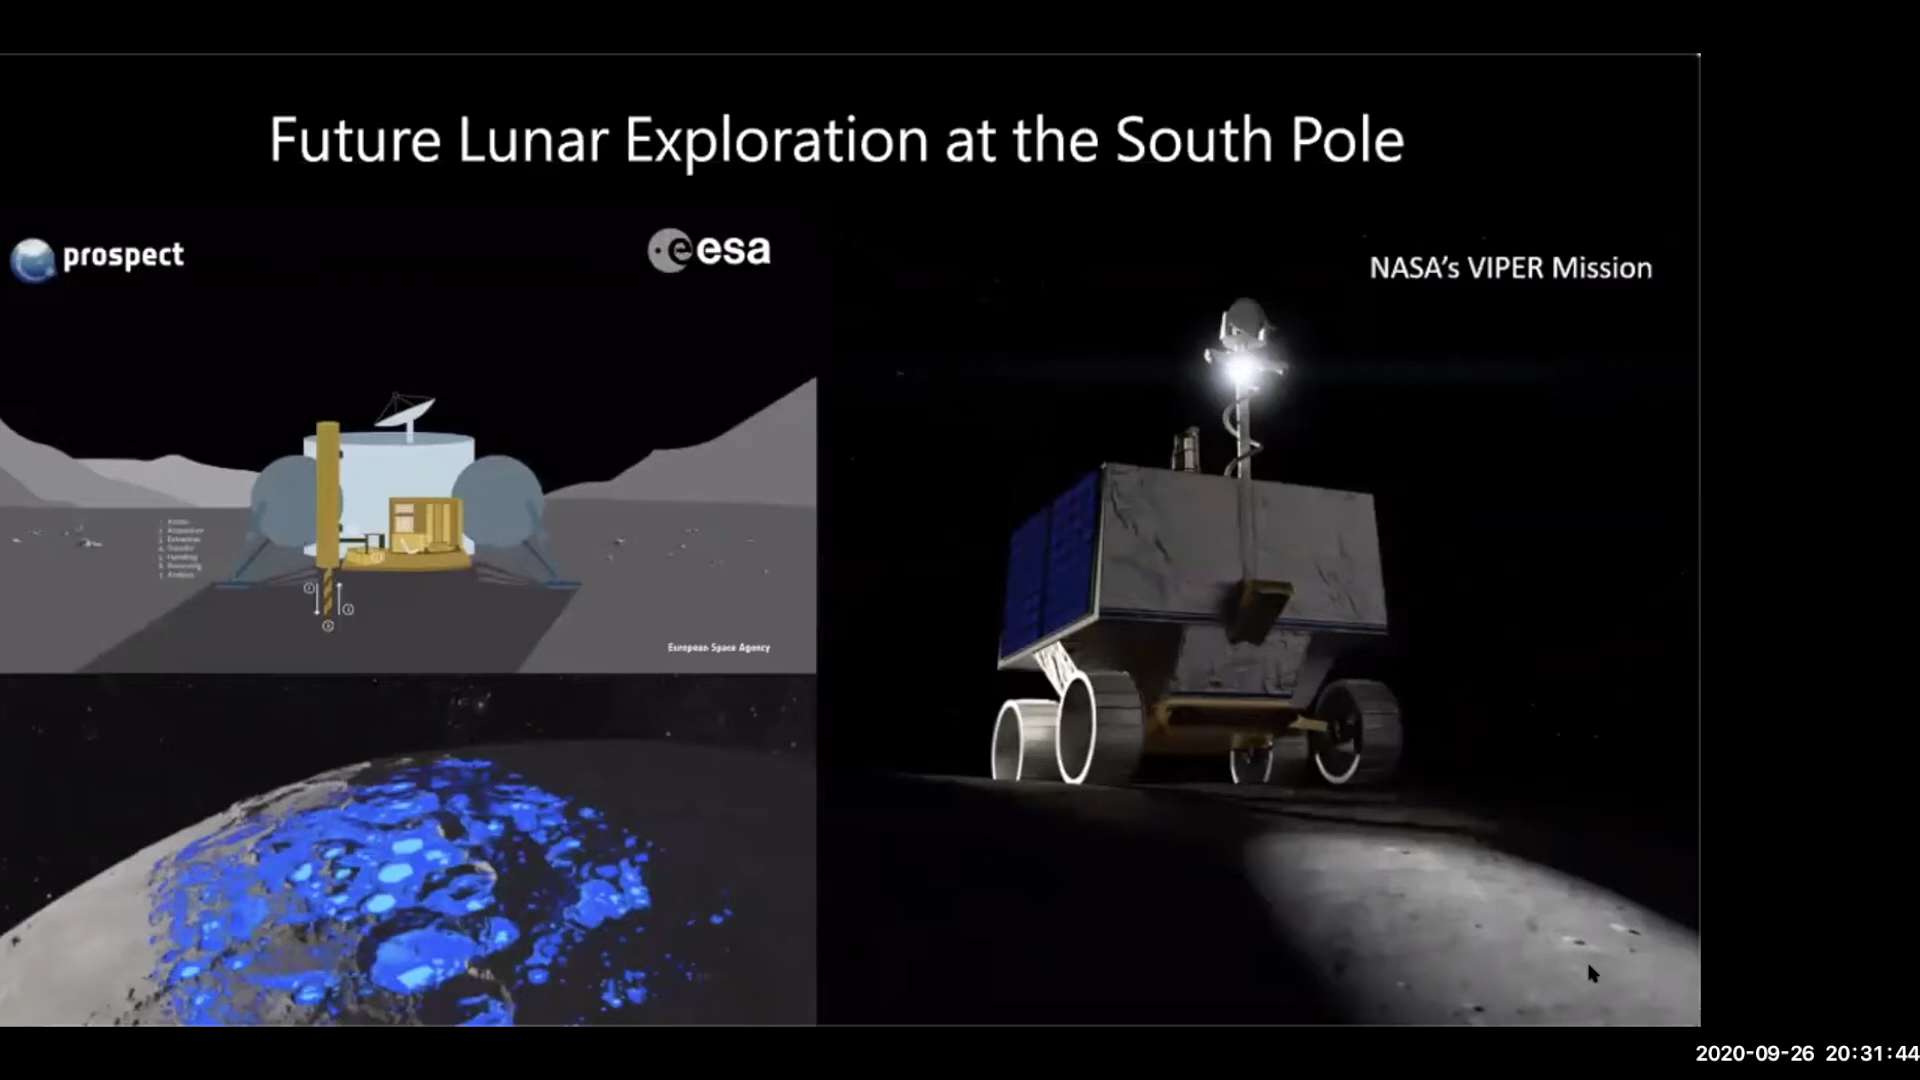 Future Lunar Exploration at the South Pole
prospect
esa
NASA's VIPER Mission
European Space Agency
2020-09-26 20:31:44